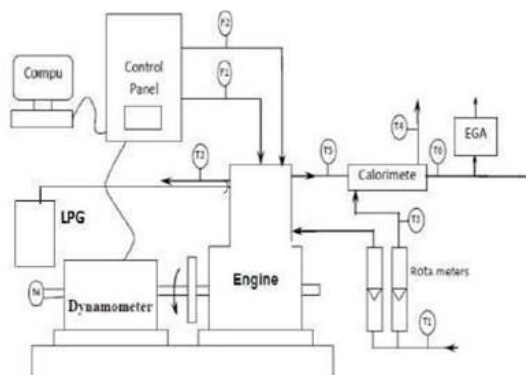 F2
Compu
Control
Panel
F1
T4
EGA
T2
T5
T6
Calorimete
LPG
T3
Engine
Rota meters
Dynamometer
T1